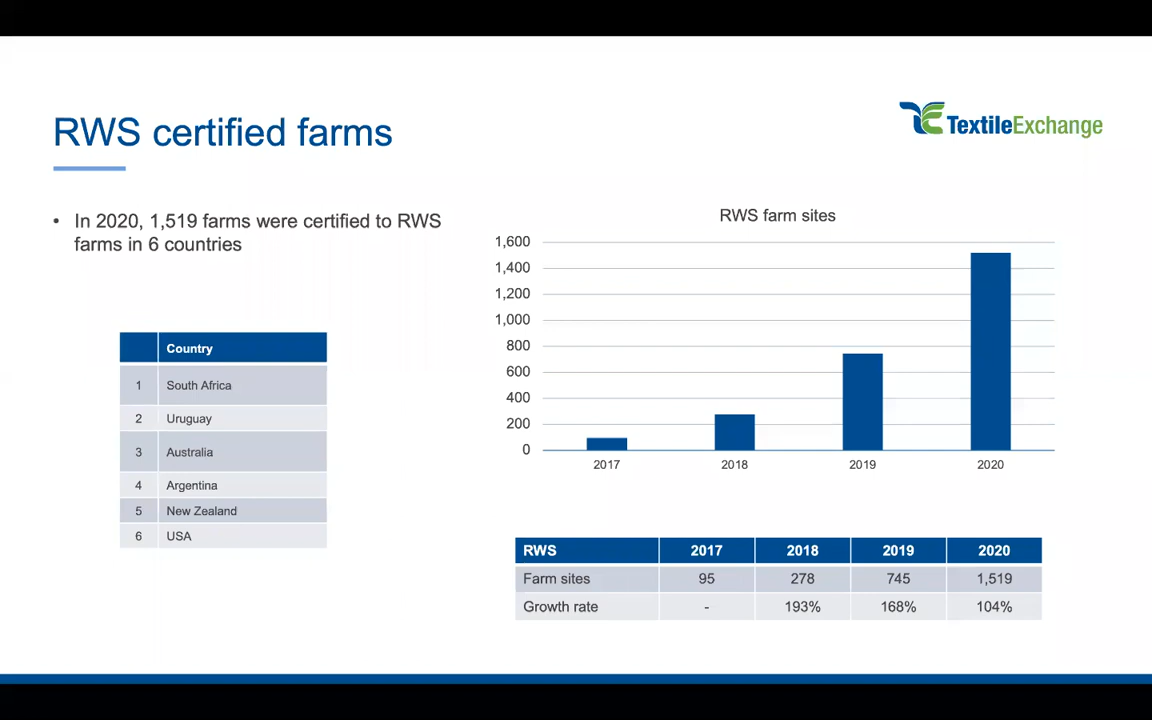 RWS certified farms
TextileExchange
• In 2020, 1,519 farms were certified to RWS
farms in 6 countries
Country
1 South Africa
2 Uruguay
3 Australia
4 Argentina
5 New Zealand
6 USA
RWS farm sites
1,600
1,400
1,200
1,000
800
600
400
200
0
2017 2018 2019 2020
RWS 2017 2018 2019 2020
Farm sites 95 278 745 1,519
Growth rate - 193% 168% 104%